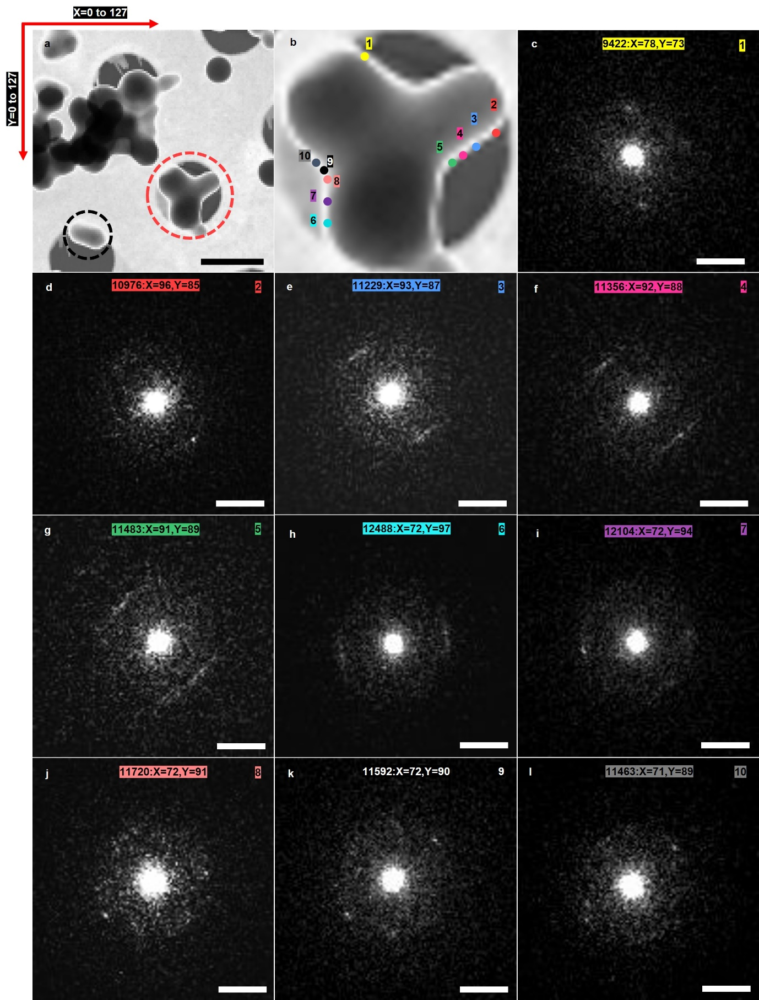 X=0 to 127
Y=0 to 127
a
b
1
2
3
4
5
10
9
8
7
6
c
9422:X=78,Y=73
1
d
10976:X=96,Y=85
2
e
11229:X=93,Y=87
3
f
11356:X=92,Y=88
4
g
11483:X=91,Y=89
5
h
12488:X=72,Y=97
6
i
12104:X=72,Y=94
7
j
11720:X=72,Y=91
8
k
11592:X=72,Y=90
9
l
11463:X=71,Y=89
10